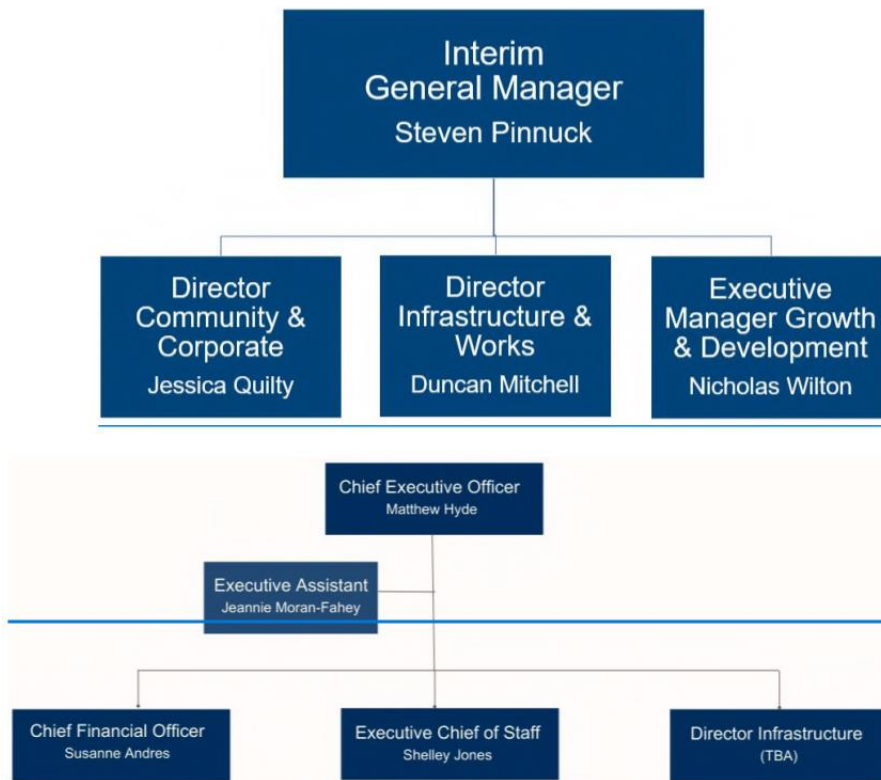 Interim
General Manager
Steven Pinnuck
Director
Community &
Corporate
Jessica Quilty
Director
Infrastructure &
Works
Duncan Mitchell
Executive
Manager Growth
& Development
Nicholas Wilton
Chief Executive Officer
Matthew Hyde
Executive Assistant
Jeannie Moran-Fahey
Chief Financial Officer
Susanne Andres
Executive Chief of Staff
Shelley Jones
Director Infrastructure
(TBA)